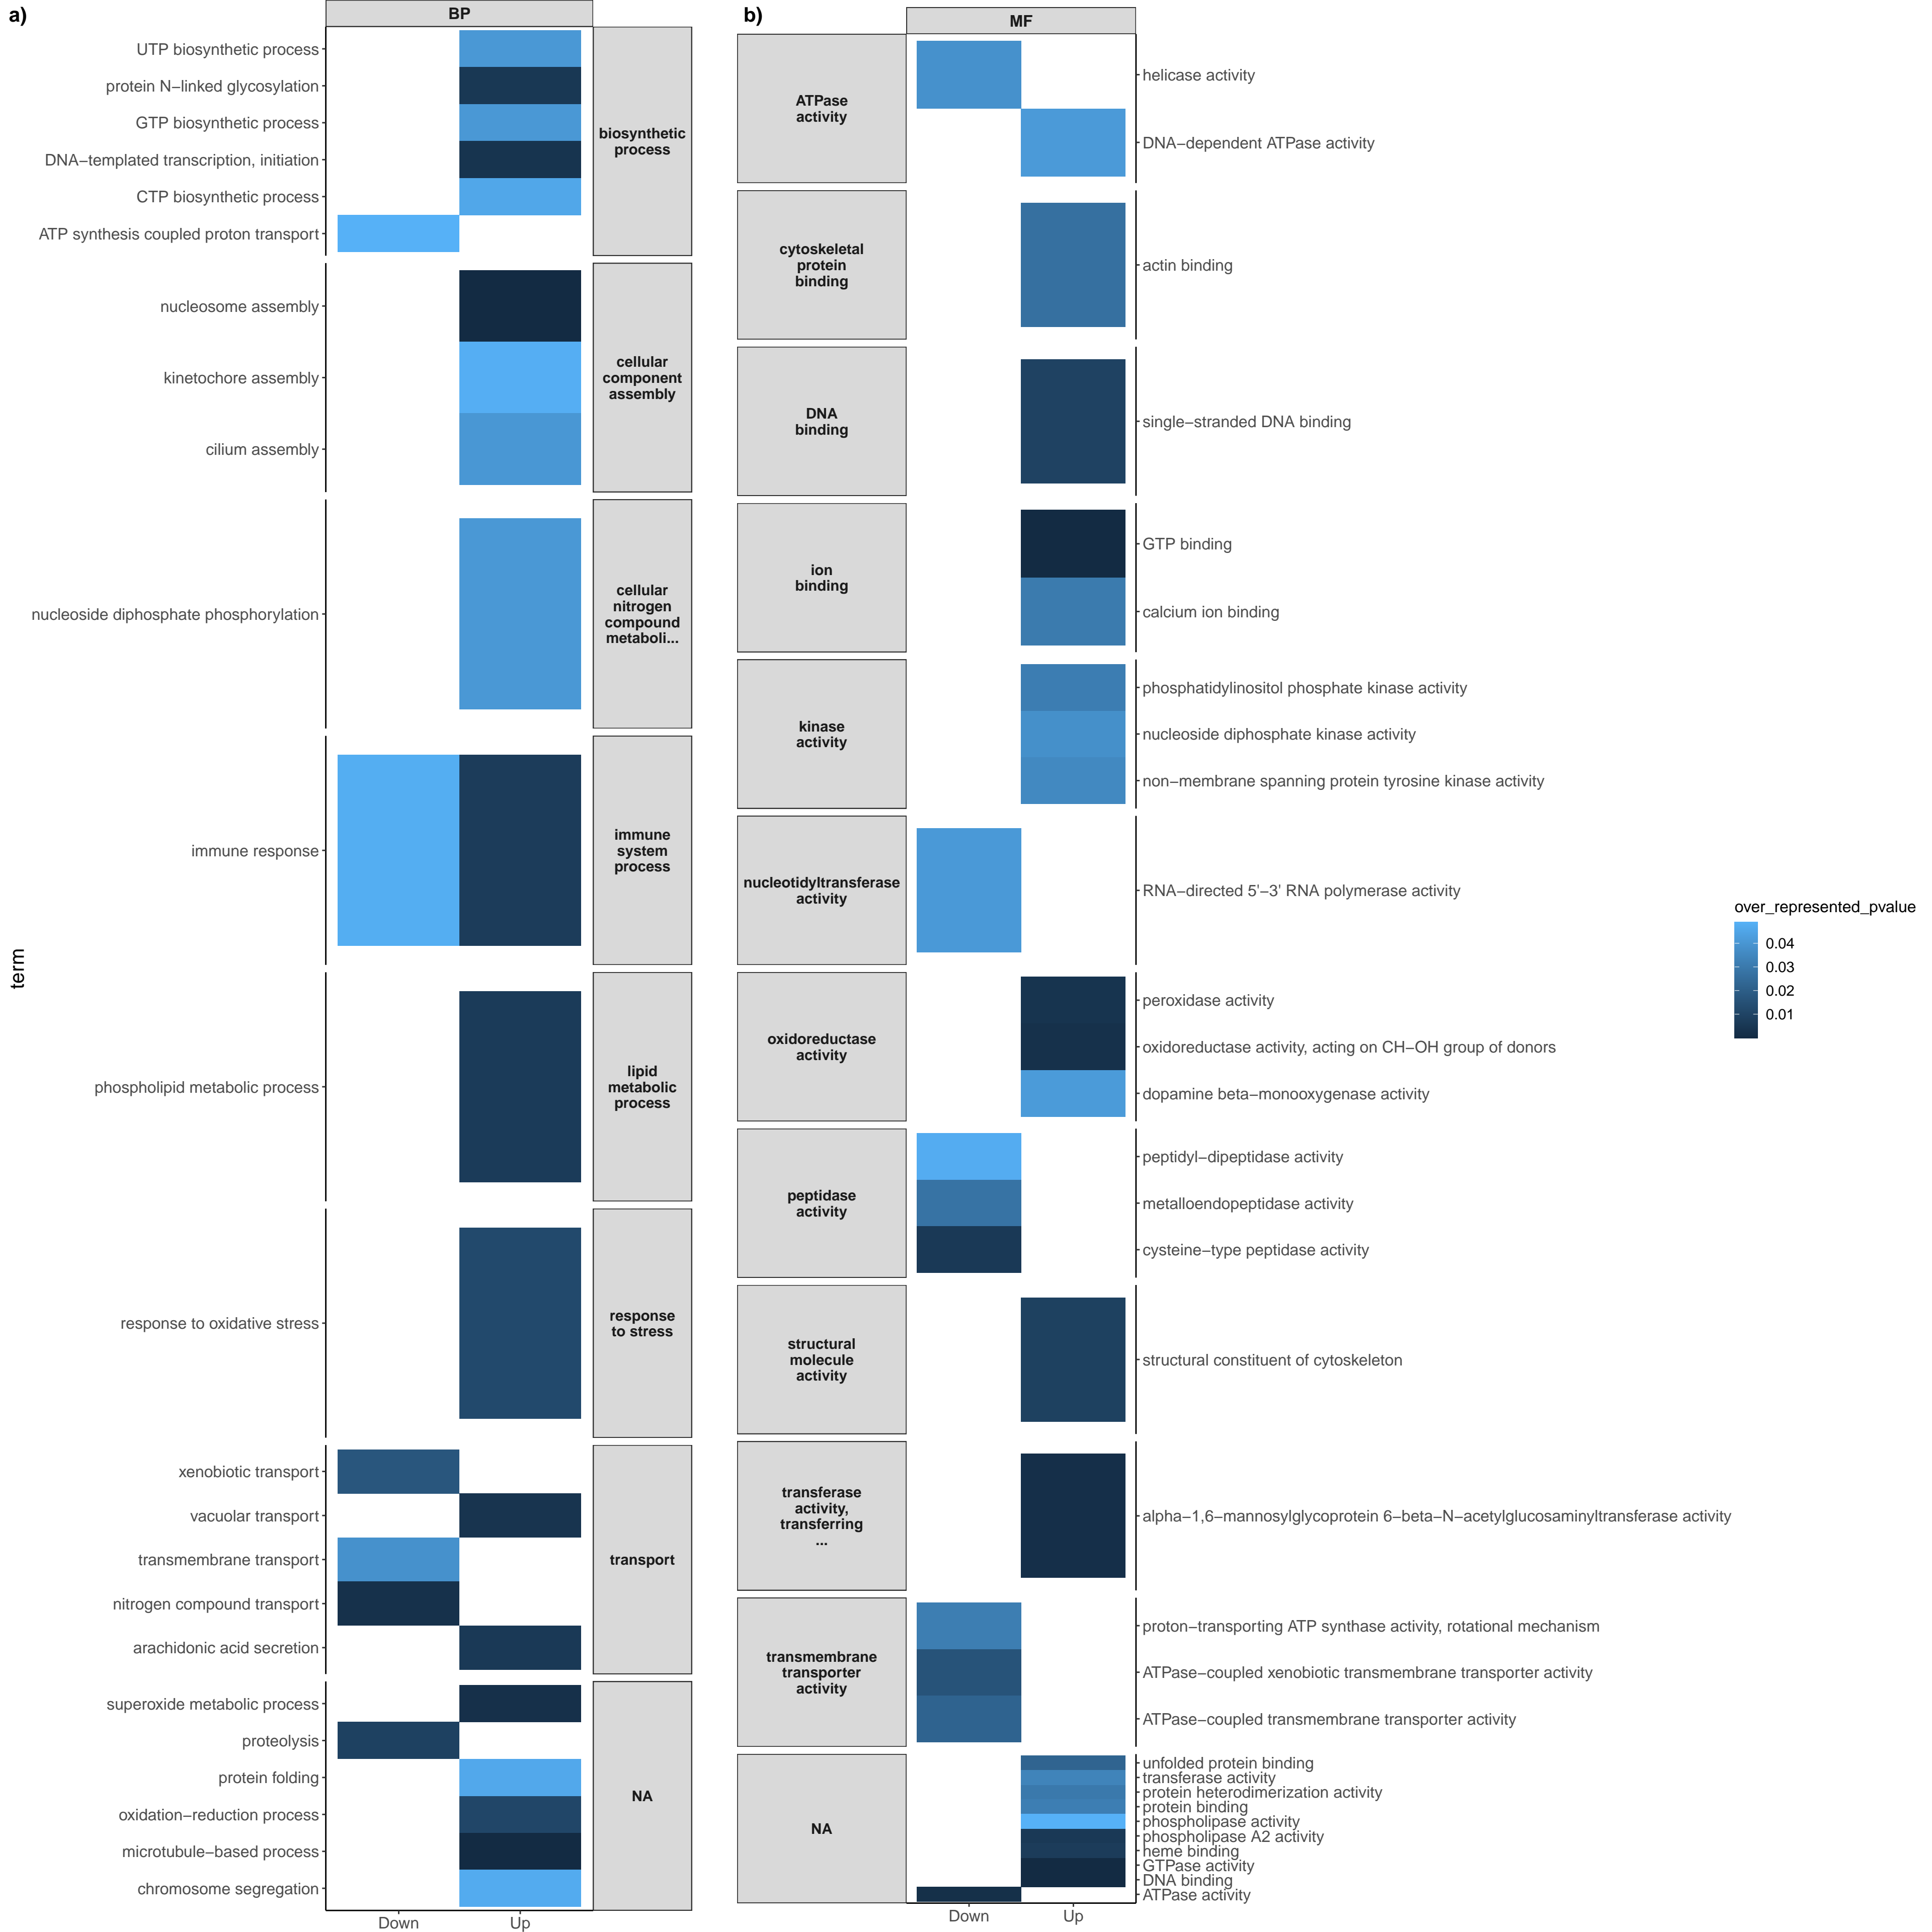 a)
BP
term
UTP biosynthetic process
protein N−linked glycosylation
GTP biosynthetic process
DNA−templated transcription, initiation
CTP biosynthetic process
ATP synthesis coupled proton transport
biosynthetic
process
nucleosome assembly
kinetochore assembly
cilium assembly
cellular
component
assembly
nucleoside diphosphate phosphorylation
cellular
nitrogen
compound
metaboli...
immune response
immune
system
process
phospholipid metabolic process
lipid
metabolic
process
response to oxidative stress
response
to stress
xenobiotic transport
vacuolar transport
transmembrane transport
nitrogen compound transport
arachidonic acid secretion
transport
superoxide metabolic process
proteolysis
protein folding
oxidation−reduction process
microtubule−based process
chromosome segregation
NA
Down
Up
b)
MF
ATPase
activity
helicase activity
DNA−dependent ATPase activity
cytoskeletal
protein
binding
actin binding
DNA
binding
single−stranded DNA binding
ion
binding
GTP binding
calcium ion binding
kinase
activity
phosphatidylinositol phosphate kinase activity
nucleoside diphosphate kinase activity
non−membrane spanning protein tyrosine kinase activity
nucleotidyltransferase
activity
RNA−directed 5'−3' RNA polymerase activity
oxidoreductase
activity
peroxidase activity
oxidoreductase activity, acting on CH−OH group of donors
dopamine beta−monooxygenase activity
peptidase
activity
peptidyl−dipeptidase activity
metalloendopeptidase activity
cysteine−type peptidase activity
structural
molecule
activity
structural constituent of cytoskeleton
transferase
activity,
transferring
...
alpha−1,6−mannosylglycoprotein 6−beta−N−acetylglucosaminyltransferase activity
transmembrane
transporter
activity
proton−transporting ATP synthase activity, rotational mechanism
ATPase−coupled xenobiotic transmembrane transporter activity
ATPase−coupled transmembrane transporter activity
NA
unfolded protein binding
transferase activity
protein heterodimerization activity
protein binding
phospholipase activity
phospholipase A2 activity
heme binding
GTPase activity
DNA binding
ATPase activity
Down
Up
over_represented_pvalue
0.04
0.03
0.02
0.01